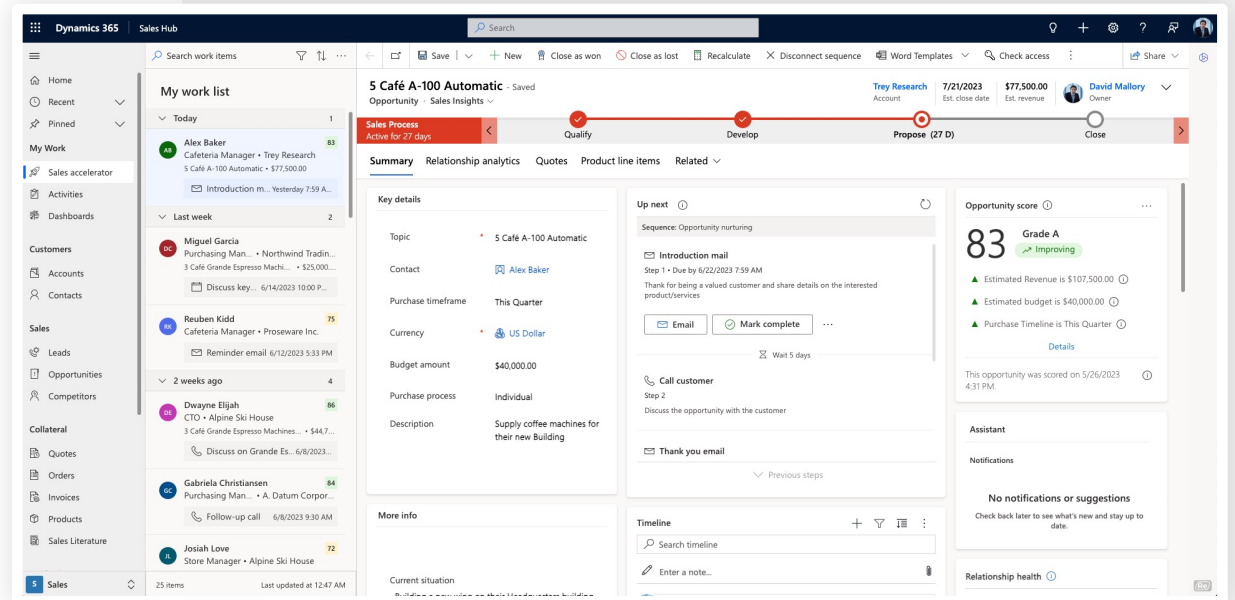 Dynamics 365
Sales Hub
Search
Home
Recent
Pinned
My Work
Sales accelerator
Activities
Dashboards
Customers
Accounts
Contacts
Sales
Leads
Opportunities
Competitors
Collateral
Quotes
Orders
Invoices
Products
Sales Literature
S Sales
Search work items
My work list
Today 1
AB Alex Baker 83
Cafeteria Manager • Trey Research
5 Café A-100 Automatic • $77,500.00
Introduction m... Yesterday 7:59 A...
Last week 2
DC Miguel Garcia
Purchasing Man... • Northwind Tradin...
3 Café Grande Espresso Machi... • $25,000....
Discuss key... 6/14/2023 10:00 P...
RK Reuben Kidd 75
Cafeteria Manager • Proseware Inc.
Reminder email 6/12/2023 5:33 PM
2 weeks ago 4
DE Dwayne Elijah 86
CTO • Alpine Ski House
3 Café Grande Espresso Machines... • $44,7...
Discuss on Grande Es... 6/8/2023...
GC Gabriela Christiansen 84
Purchasing Man... • A. Datum Corpor...
Follow-up call 6/8/2023 9:30 AM
JL Josiah Love 72
Store Manager • Alpine Ski House
25 items Last updated at 12:47 AM
Save New Close as won Close as lost Recalculate Disconnect sequence Word Templates Check access Share
5 Café A-100 Automatic - Saved
Opportunity · Sales Insights
Trey Research
Account
7/21/2023
Est. close date
$77,500.00
Est. revenue
David Mallory
Owner
Sales Process
Active for 27 days
Qualify
Develop
Propose (27 D)
Close
Summary Relationship analytics Quotes Product line items Related
Key details
Topic * 5 Café A-100 Automatic
Contact Alex Baker
Purchase timeframe This Quarter
Currency * US Dollar
Budget amount $40,000.00
Purchase process Individual
Description Supply coffee machines for
their new Building
More info
Current situation
Building a new wing on their Headquarters building
Up next
Sequence: Opportunity nurturing
Introduction mail
Step 1 • Due by 6/22/2023 7:59 AM
Thank for being a valued customer and share details on the interested
product/services
Email Mark complete
Wait 5 days
Call customer
Step 2
Discuss the opportunity with the customer
Thank you email
Previous steps
Timeline
Search timeline
Enter a note...
Opportunity score
83 Grade A
Improving
Estimated Revenue is $107,500.00
Estimated budget is $40,000.00
Purchase Timeline is This Quarter
Details
This opportunity was scored on 5/26/2023
4:31 PM.
Assistant
Notifications
No notifications or suggestions
Check back later to see what's new and stay up to
date.
Relationship health